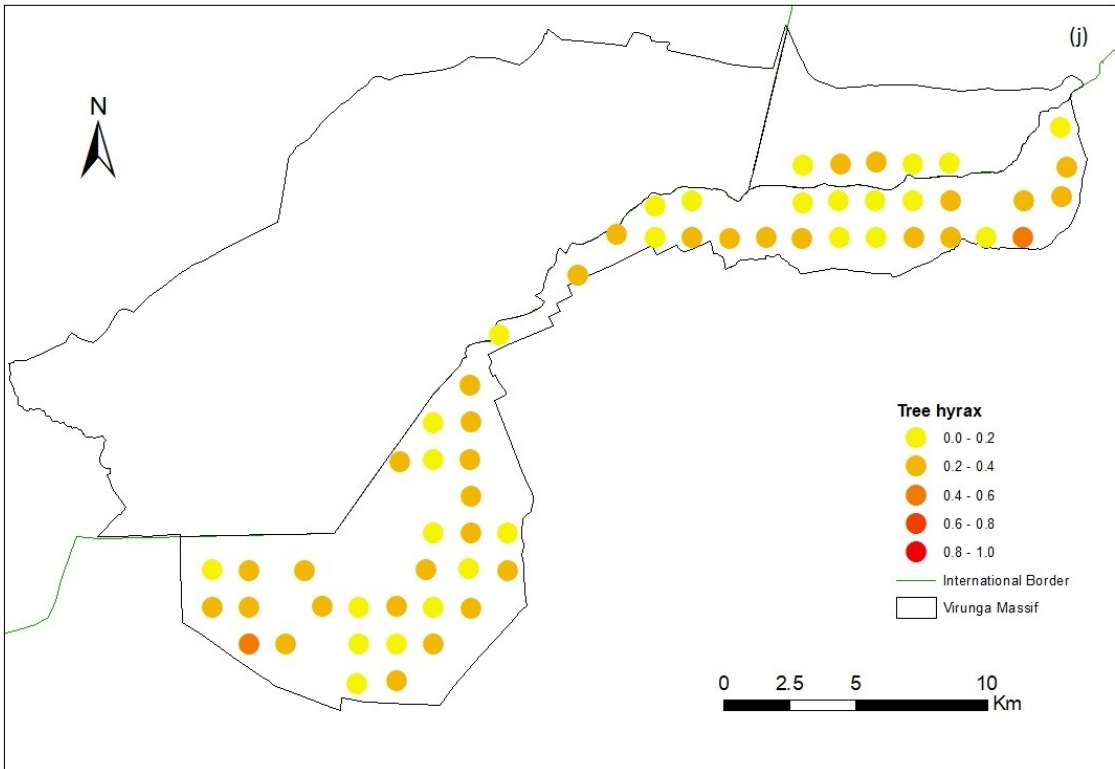 (j)
N
Tree hyrax
0.0 - 0.2
0.2 - 0.4
0.4 - 0.6
0.6 - 0.8
0.8 - 1.0
International Border
Virunga Massif
0 2.5 5 10
Km